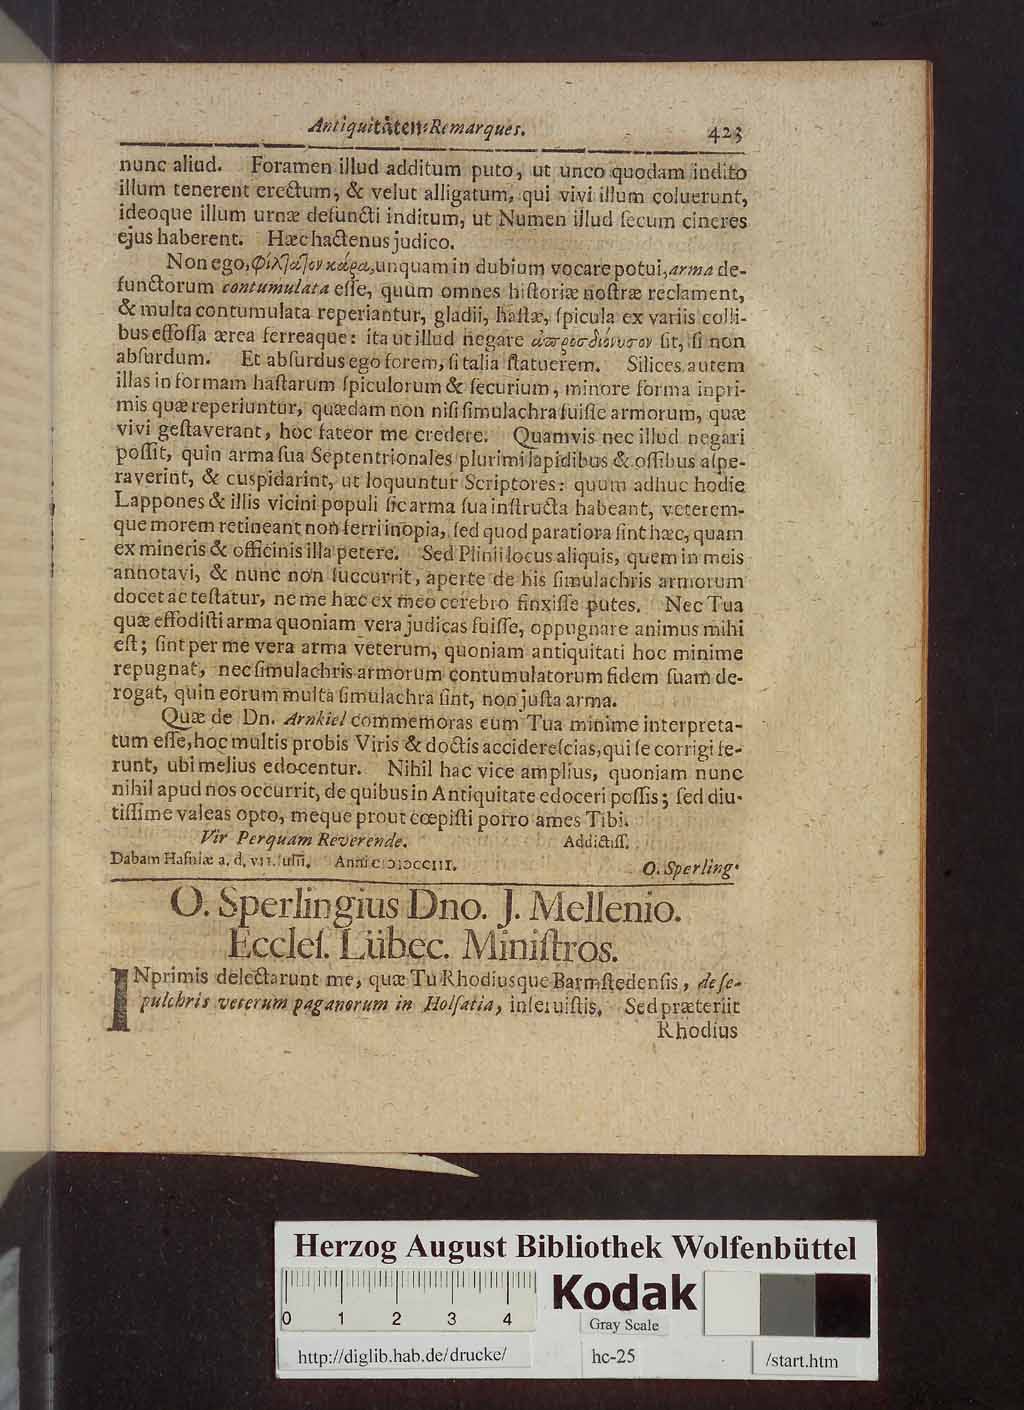 Antiquitäten-Remarques. 423
nunc aliud. Foramen illud additum puto, ut unco quodam indito
illum tenerent erectum, & velut alligatum, qui vivi illum coluerunt,
ideoque illum urnæ defuncti inditum, ut Numen illud ſecum cineres
ejus haberent. Hæc hactenus judico.
Non ego, φίλτατον κάρα, unquam in dubium vocare potui, arma de-
functorum contumulata eſſe, quum omnes hiſtoriæ noſtræ reclament,
& multa contumulata reperiantur, gladii, haſtæ, ſpicula ex variis colli-
bus effoſſa ærea ferreaque: ita ut illud negare ſit, ſi non
abſurdum. Et abſurdus ego forem, ſi talia ſtatuerem. Silices autem
illas in formam haſtarum ſpiculorum & ſecurium, minore forma inpri-
mis quæ reperiuntur, quædam non niſi ſimulachra fuiſſe armorum, quæ
vivi geſtaverant, hoc fateor me credere. Quamvis nec illud negari
poſſit, quin arma ſua Septentrionales plurimi lapidibus & oſſibus aſpe-
raverint, & cuspidarint, ut loquuntur Scriptores: quum adhuc hodie
Lappones & illis vicini populi ſic arma ſua inſtructa habeant, veterem-
que morem retineant non ferri inopia, ſed quod paratiora ſint hæc, quam
ex mineris & officinis illa petere. Sed Plinii locus aliquis, quem in meis
annotavi, & nunc non ſuccurrit, aperte de his ſimulachris armorum
docet ac teſtatur, ne me hæc ex meo cerebro finxiſſe putes. Nec Tua
quæ effodiſti arma quoniam vera judicas fuiſſe, oppugnare animus mihi
eſt; ſint per me vera arma veterum, quoniam antiquitati hoc minime
repugnat, nec ſimulachris armorum contumulatorum fidem ſuam de-
rogat, quin eorum multa ſimulachra ſint, non juſta arma.
Quæ de Dn. Arnkiel commemoras eum Tua minime interpreta-
tum eſſe, hoc multis probis Viris & doctis accidere ſcias, qui ſe corrigi fe-
runt, ubi melius edocentur. Nihil hac vice amplius, quoniam nunc
nihil apud nos occurrit, de quibus in Antiquitate edoceri poſſis; ſed diu-
tiſſime valeas opto, meque prout cœpiſti porro ames Tibi.
Vir Perquam Reverende. Addictiſſ.
Dabam Hafniæ a. d. VII. Anni CIƆIƆCCIII. O. Sperling.
O. Sperlingius Dno. J. Mellenio.
Eccleſ. Lübec. Miniſtros.
INprimis delectarunt me, quæ Tu Rhodiusque Barmſtedenſis, de ſe-
pulchris veterum paganorum in Holſatia, inſeruiſtis. Sed præteriit
Rhodius
Herzog August Bibliothek Wolfenbüttel
0 1 2 3 4
Kodak
Gray Scale
http://diglib.hab.de/drucke/ hc-25 /start.htm